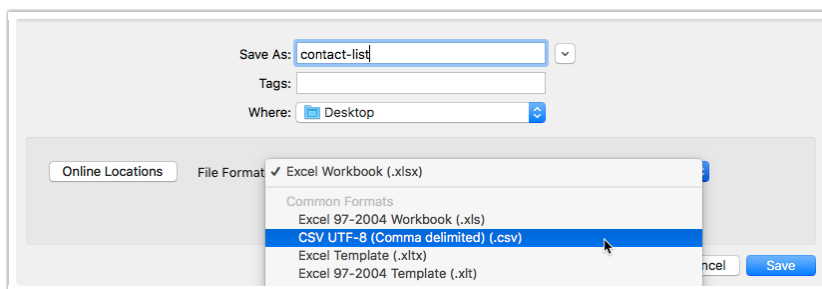 Save As: contact-list
Tags:
Where: Desktop
Online Locations File Format ✓ Excel Workbook (.xlsx)
Common Formats
Excel 97-2004 Workbook (.xls)
CSV UTF-8 (Comma delimited) (.csv)
Excel Template (.xltx)
Excel 97-2004 Template (.xlt)
ncel Save